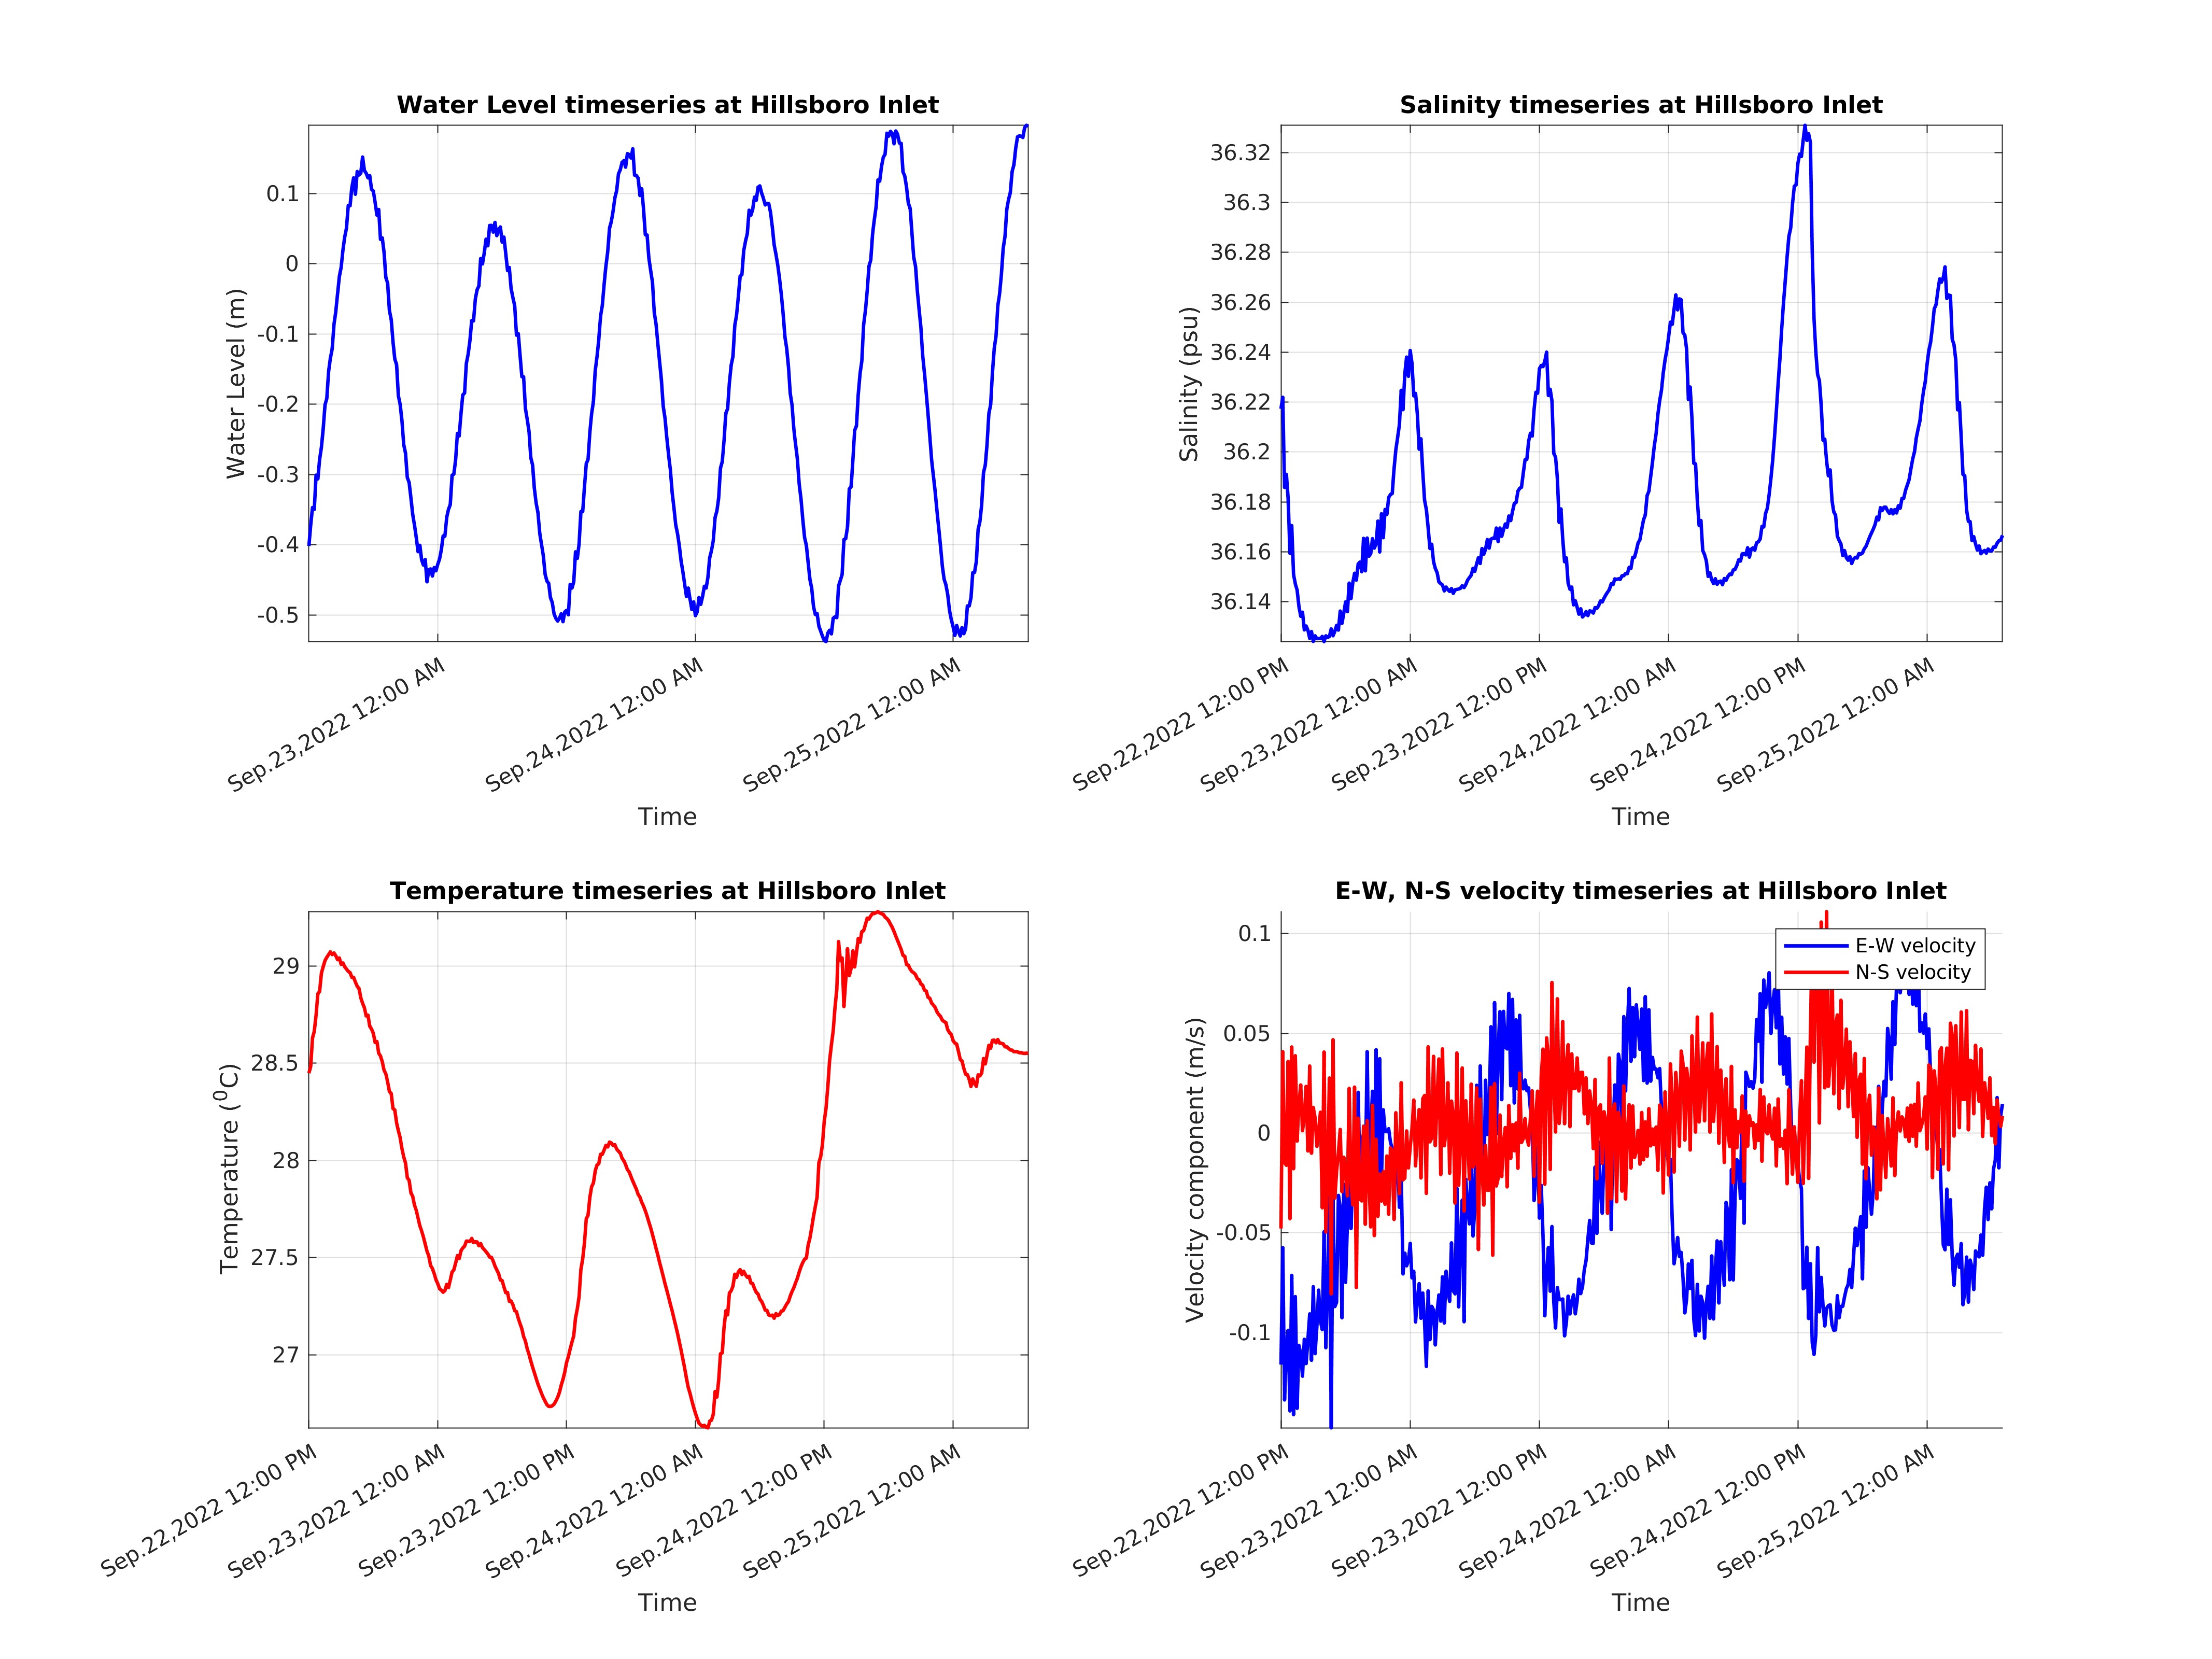 Water Level timeseries at Hillsboro Inlet
Water Level (m)
0.1
0
-0.1
-0.2
-0.3
-0.4
-0.5
Sep.23,2022 12:00 AM
Sep.24,2022 12:00 AM
Sep.25,2022 12:00 AM
Time
Salinity timeseries at Hillsboro Inlet
Salinity (psu)
36.32
36.3
36.28
36.26
36.24
36.22
36.2
36.18
36.16
36.14
Sep.22,2022 12:00 PM
Sep.23,2022 12:00 AM
Sep.23,2022 12:00 PM
Sep.24,2022 12:00 AM
Sep.24,2022 12:00 PM
Sep.25,2022 12:00 AM
Time
Temperature timeseries at Hillsboro Inlet
Temperature (⁰C)
29
28.5
28
27.5
27
Sep.22,2022 12:00 PM
Sep.23,2022 12:00 AM
Sep.23,2022 12:00 PM
Sep.24,2022 12:00 AM
Sep.24,2022 12:00 PM
Sep.25,2022 12:00 AM
Time
E-W, N-S velocity timeseries at Hillsboro Inlet
Velocity component (m/s)
0.1
0.05
0
-0.05
-0.1
E-W velocity
N-S velocity
Sep.22,2022 12:00 PM
Sep.23,2022 12:00 AM
Sep.23,2022 12:00 PM
Sep.24,2022 12:00 AM
Sep.24,2022 12:00 PM
Sep.25,2022 12:00 AM
Time